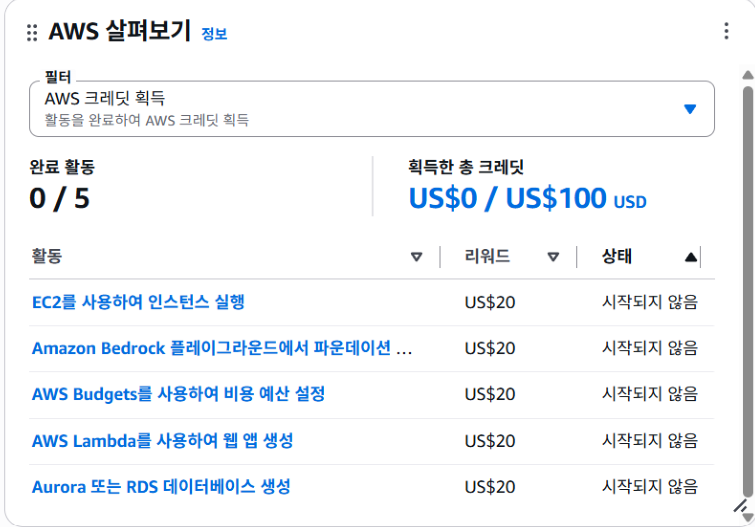 AWS 살펴보기 정보
필터
AWS 크레딧 획득
활동을 완료하여 AWS 크레딧 획득
완료 활동 획득한 총 크레딧
0 / 5 US$0 / US$100 USD
활동 리워드 상태
EC2를 사용하여 인스턴스 실행 US$20 시작되지 않음
Amazon Bedrock 플레이그라운드에서 파운데이션 ... US$20 시작되지 않음
AWS Budgets를 사용하여 비용 예산 설정 US$20 시작되지 않음
AWS Lambda를 사용하여 웹 앱 생성 US$20 시작되지 않음
Aurora 또는 RDS 데이터베이스 생성 US$20 시작되지 않음